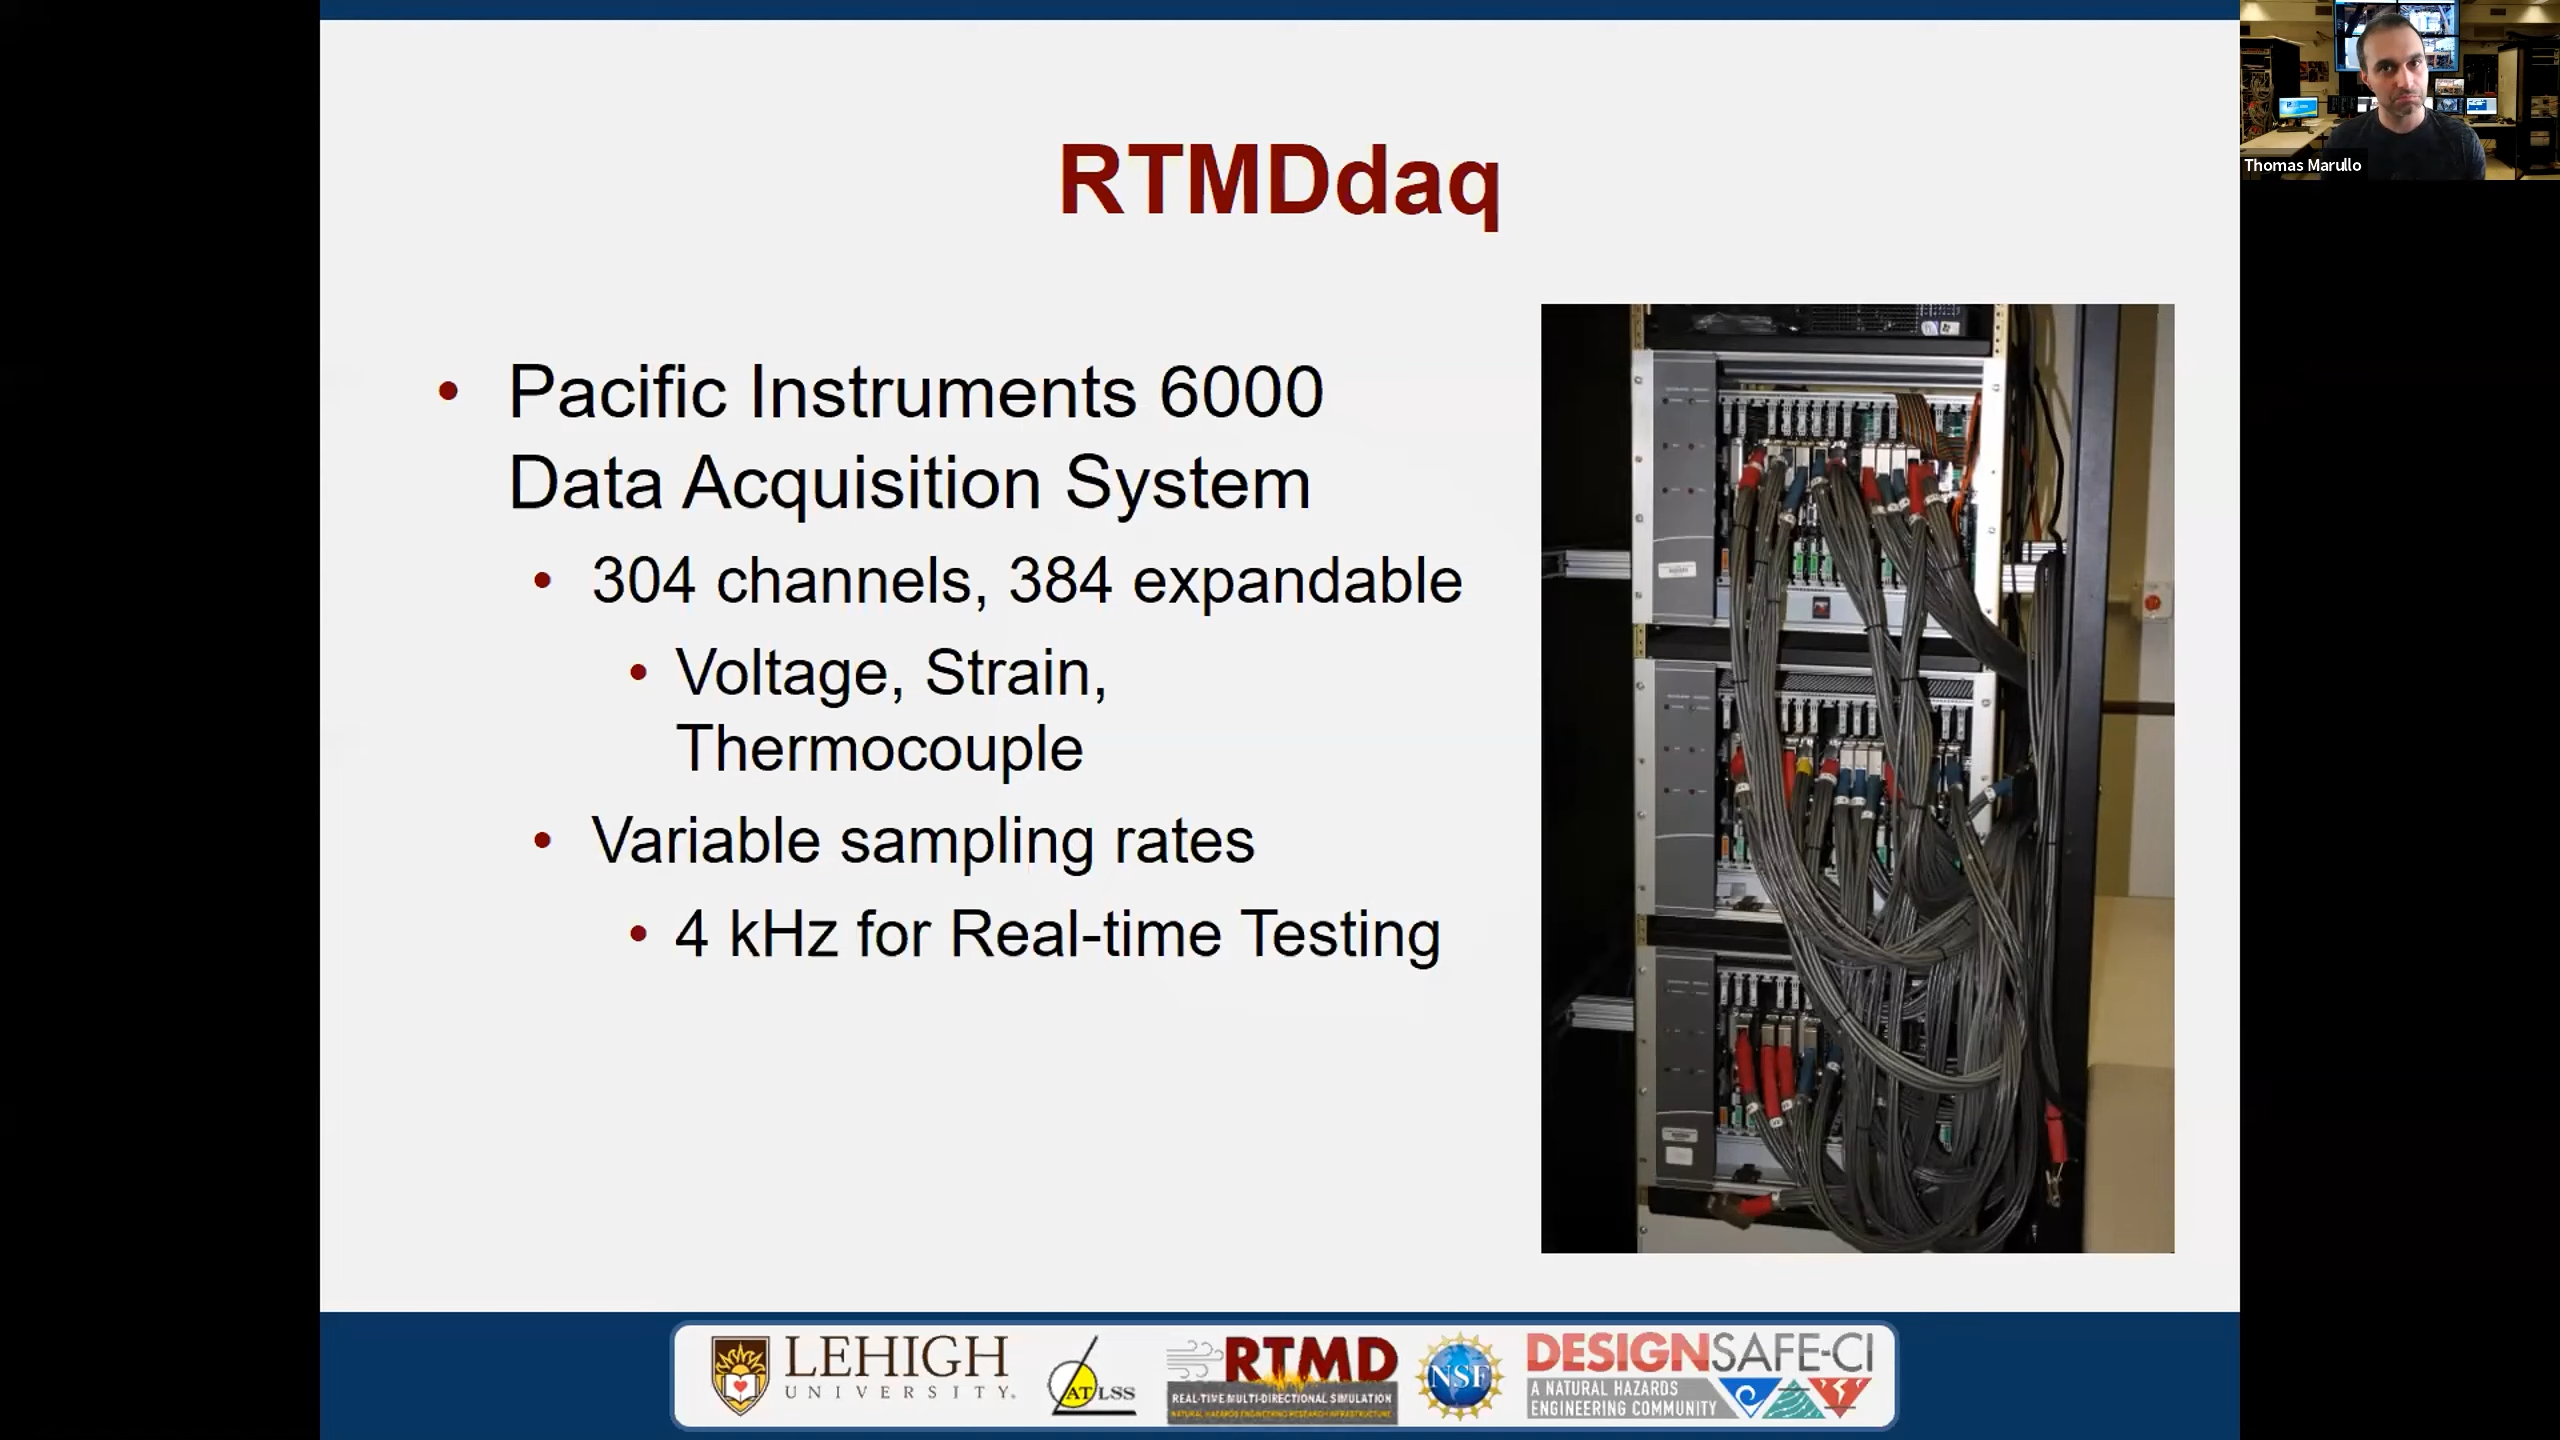 RTMDdaq
Thomas Marullo
• Pacific Instruments 6000
Data Acquisition System
• 304 channels, 384 expandable
• Voltage, Strain,
Thermocouple
• Variable sampling rates
• 4 kHz for Real-time Testing
LEHIGH
UNIVERSITY
ATLSS
RTMD
REAL-TIME MULTI-DIRECTIONAL SIMULATION
NATURAL HAZARDS ENGINEERING RESEARCH INFRASTRUCTURE
NSF
DESIGNSAFE-CI
A NATURAL HAZARDS
ENGINEERING COMMUNITY